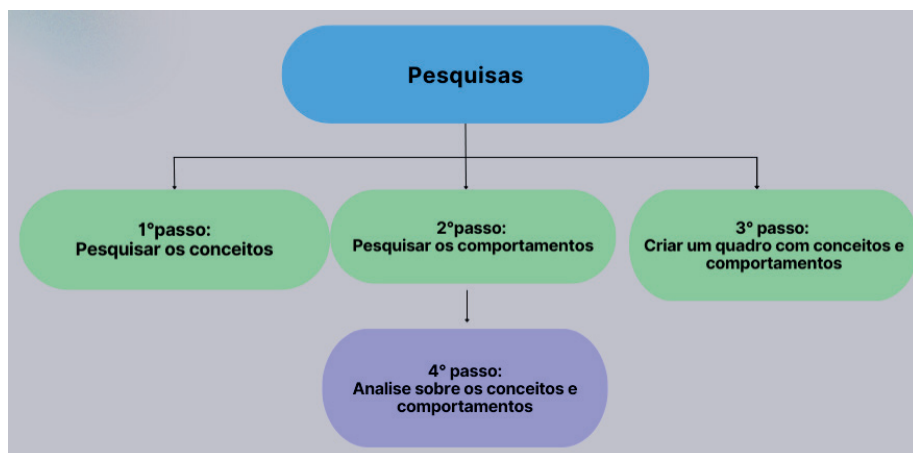 Pesquisas
1°passo:
Pesquisar os conceitos
2°passo:
Pesquisar os comportamentos
3° passo:
Criar um quadro com conceitos e
comportamentos
4° passo:
Analise sobre os conceitos e
comportamentos